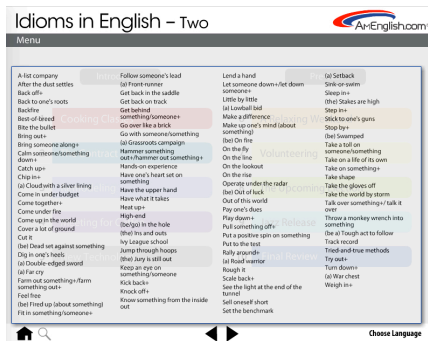 Idioms in English – Two
AMEnglish.com
Menu
A-list company
After the dust settles
Back off+
Back to one's roots
Backfire
Best-of-breed
Bite the bullet
Bring out+
Bring someone along+
Calm someone/something
down+
Catch up+
Chip in+
(a) Cloud with a silver lining
Come in under budget
Come together+
Come under fire
Come up in the world
Cover a lot of ground
Cut it
(be) Dead set against something
Dig in one's heels
(a) Double-edged sword
(a) Far cry
Farm out something+/farm
something out+
Feel free
(be) Fired up (about something)
Fit in something/someone+
Follow someone's lead
(a) Front-runner
Get back in the saddle
Get back on track
Get behind
something/someone+
Go over like a brick
Go with someone/something
(a) Grassroots campaign
Hammer something
out+/hammer out something+
Hands-on experience
Have one's heart set on
something
Have the upper hand
Have what it takes
Heat up+
High-end
(be/go) In the hole
(the) Ins and outs
Ivy League school
Jump through hoops
(the) Jury is still out
Keep an eye on
something/someone
Kick back+
Knock off+
Know something from the inside
out
Lend a hand
Let someone down+/let down
someone+
Little by little
(a) Lowball bid
Make a difference
Make up one's mind (about
something)
(be) On fire
On the fly
On the line
On the lookout
On the rise
Operate under the radar
(be) Out of luck
Out of this world
Pay one's dues
Play down+
Pull something off+
Put a positive spin on something
Put to the test
Rally around+
(a) Road warrior
Rough it
Scale back+
See the light at the end of the
tunnel
Sell oneself short
Set the benchmark
(a) Setback
Sink-or-swim
Sleep in+
(the) Stakes are high
Step in+
Stick to one's guns
Stop by+
(be) Swamped
Take a toll on
someone/something
Take on a life of its own
Take on something+
Take shape
Take the gloves off
Take the world by storm
Talk over something+/talk it
over
Throw a monkey wrench into
something
(be a) Tough act to follow
Track record
Tried-and-true methods
Try out+
Turn down+
(a) War chest
Weigh in+
Choose Language